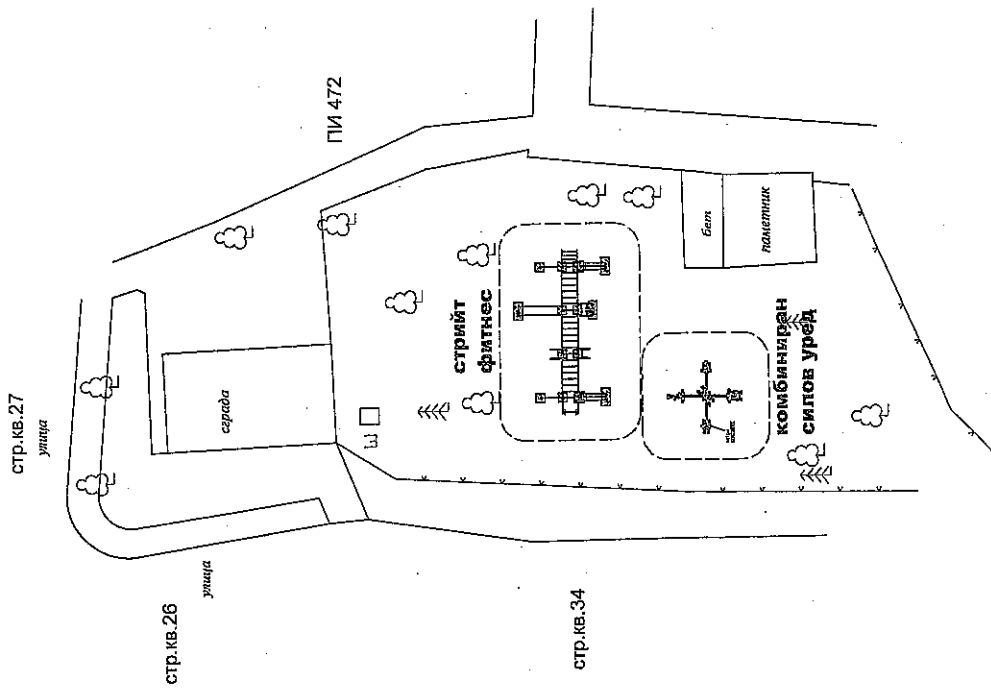 стр.кв.27
улица
ПИ 472
сграда
стр.кв.26
улица
стрийт
фитнес
бет
паметник
комбиниран
силов уред
стр.кв.34